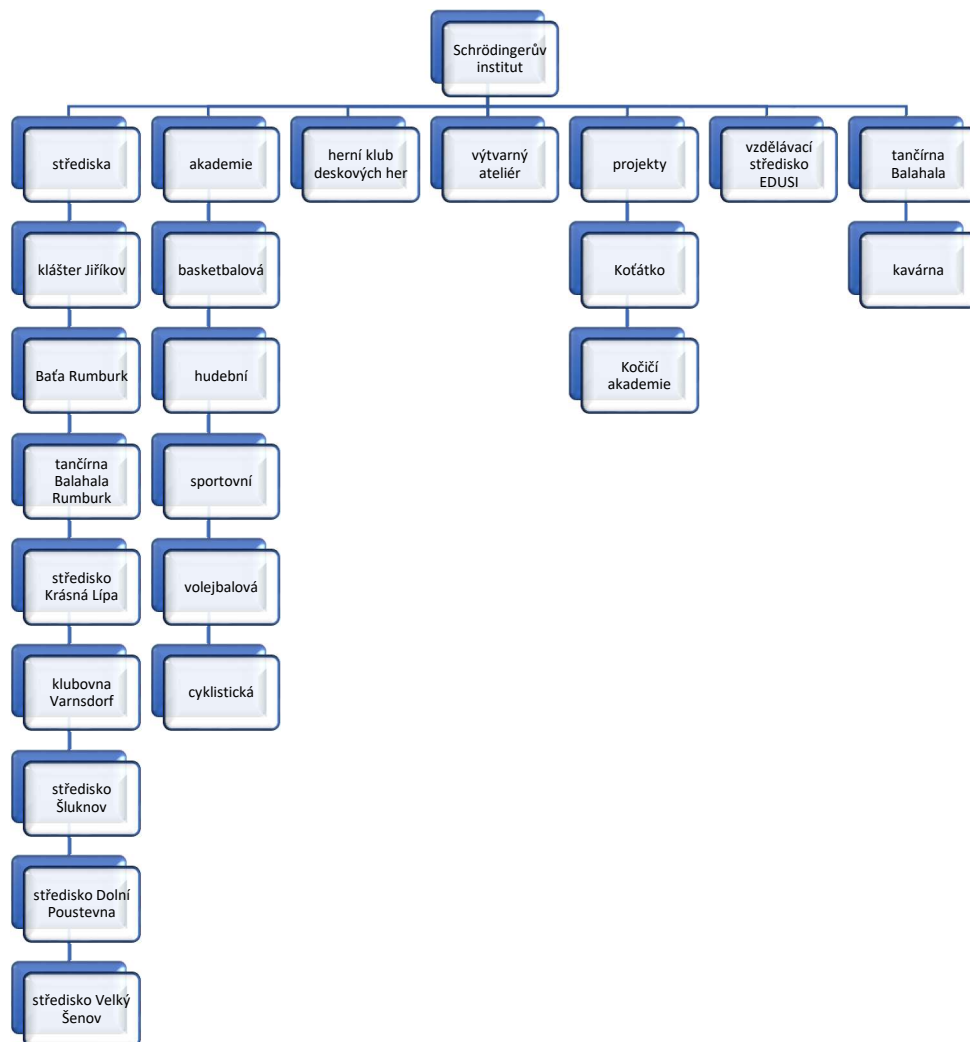 Schrödingerův
institut
střediska
akademie
herní klub
deskových her
výtvarný
ateliér
projekty
vzdělávací
středisko
EDUSI
tančírna
Balahala
klášter Jiříkov
basketbalová
Koťátko
kavárna
Baťa Rumburk
hudební
Kočičí
akademie
tančírna
Balahala
Rumburk
sportovní
středisko
Krásná Lípa
volejbalová
klubovna
Varnsdorf
cyklistická
středisko
Šluknov
středisko Dolní
Poustevna
středisko Velký
Šenov